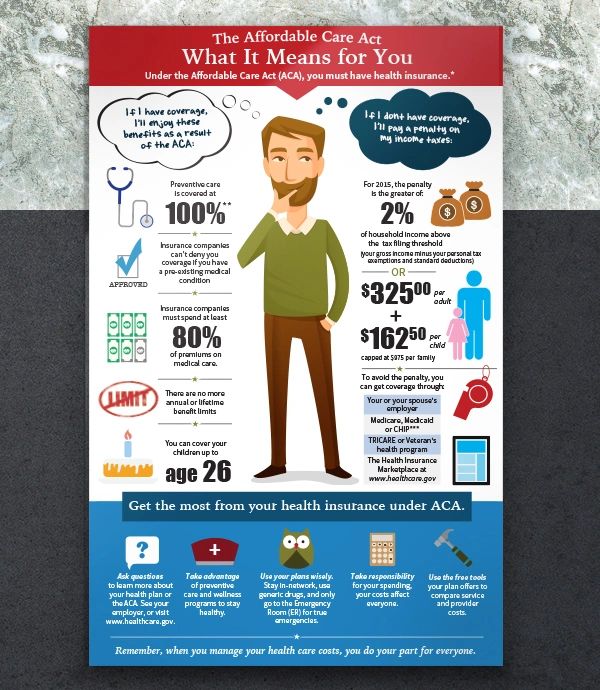 The Affordable Care Act
What It Means for You
Under the Affordable Care Act (ACA), you must have health insurance.*
If I have coverage,
I'll enjoy these
benefits as a result
of the ACA:
Preventive care
is covered at
100%**
Insurance companies
can't deny you
coverage if you have
a pre-existing medical
condition
APPROVED
Insurance companies
must spend at least
80%
of premiums on
medical care.
LIMIT
There are no more
annual or lifetime
benefit limits
You can cover your
children up to
age 26
If I dont have coverage,
I'll pay a penalty on
my income taxes:
For 2015, the penalty
is the greater of:
2%
$ $
of household income above
the tax filing threshold
(your gross income minus your personal tax
exemptions and standard deductions)
OR
$32500 per
adult
+
$16250 per
child
capped at $975 per family
To avoid the penalty, you
can get coverage through:
Your or your spouse's
employer
Medicare, Medicaid
or CHIP***
TRICARE or Veteran's
health program
The Health Insurance
Marketplace at
www.healthcare.gov
Get the most from your health insurance under ACA.
?
Ask questions
to learn more about
your health plan or
the ACA. See your
employer, or visit
www.healthcare.gov.
Take advantage
of preventive
care and wellness
programs to stay
healthy.
Use your plans wisely.
Stay in-network, use
generic drugs, and only
go to the Emergency
Room (ER) for true
emergencies.
Take responsibility
for your spending,
your costs affect
everyone.
Use the free tools
your plan offers to
compare service
and provider
costs.
Remember, when you manage your health care costs, you do your part for everyone.